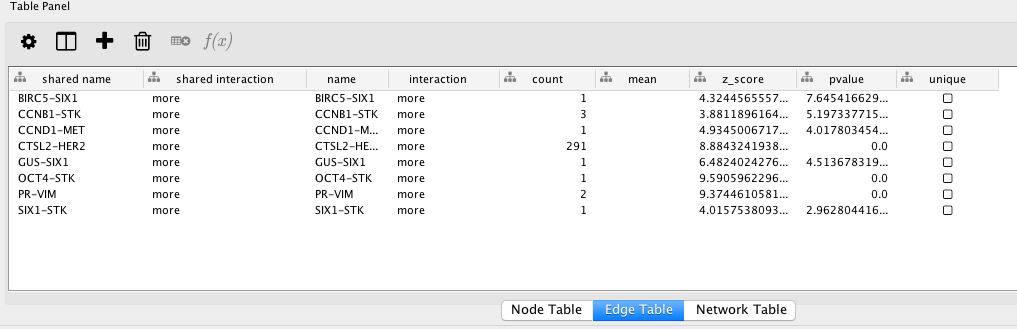 Table Panel
f(x)
shared name shared interaction name interaction count mean z_score pvalue unique
BIRC5-SIX1 more BIRC5-SIX1 more 1 4.3244565557... 7.645416629...
CCNB1-STK more CCNB1-STK more 3 3.8811896164... 5.197337715...
CCND1-MET more CCND1-M... more 1 4.9345006717... 4.017803454...
CTSL2-HER2 more CTSL2-HE... more 291 8.8843241938... 0.0
GUS-SIX1 more GUS-SIX1 more 1 6.4824024276... 4.513678319...
OCT4-STK more OCT4-STK more 1 9.5905962296... 0.0
PR-VIM more PR-VIM more 2 9.3744610581... 0.0
SIX1-STK more SIX1-STK more 1 4.0157538093... 2.962804416...
Node Table Edge Table Network Table